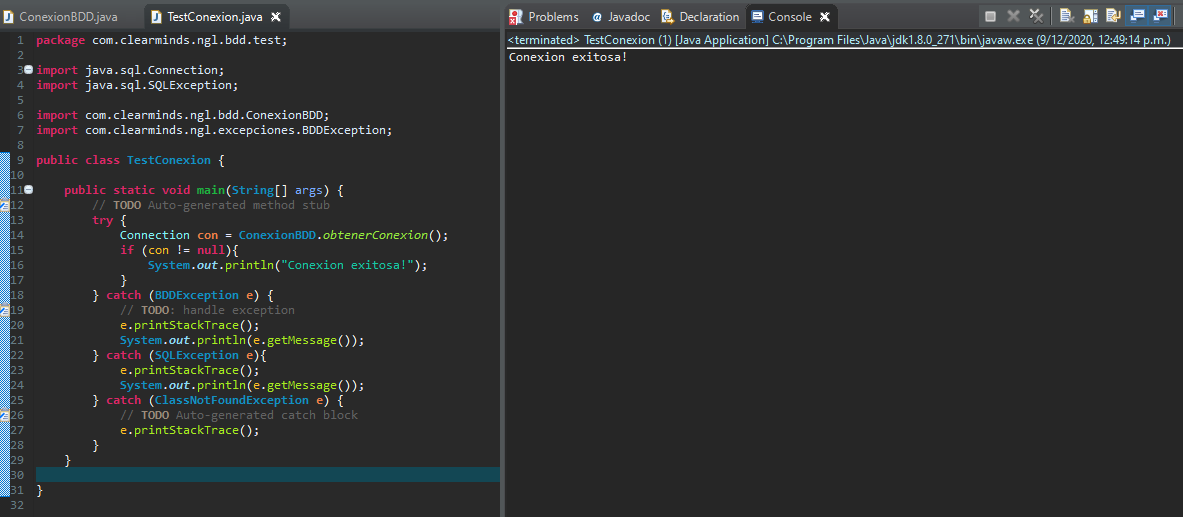 ConexionBDD.java TestConexion.java
1 package com.clearminds.ngl.bdd.test;
2
3 import java.sql.Connection;
4 import java.sql.SQLException;
5
6 import com.clearminds.ngl.bdd.ConexionBDD;
7 import com.clearminds.ngl.excepciones.BDDException;
8
9 public class TestConexion {
10
11 public static void main(String[] args) {
12 // TODO Auto-generated method stub
13 try {
14 Connection con = ConexionBDD.obtenerConexion();
15 if (con != null){
16 System.out.println("Conexion exitosa!");
17 }
18 } catch (BDDException e) {
19 // TODO: handle exception
20 e.printStackTrace();
21 System.out.println(e.getMessage());
22 } catch (SQLException e){
23 e.printStackTrace();
24 System.out.println(e.getMessage());
25 } catch (ClassNotFoundException e) {
26 // TODO Auto-generated catch block
27 e.printStackTrace();
28 }
29 }
30
31 }
32
Problems @ Javadoc Declaration Console
<terminated> TestConexion (1) [Java Application] C:\Program Files\Java\jdk1.8.0_271\bin\javaw.exe (9/12/2020, 12:49:14 p.m.)
Conexion exitosa!